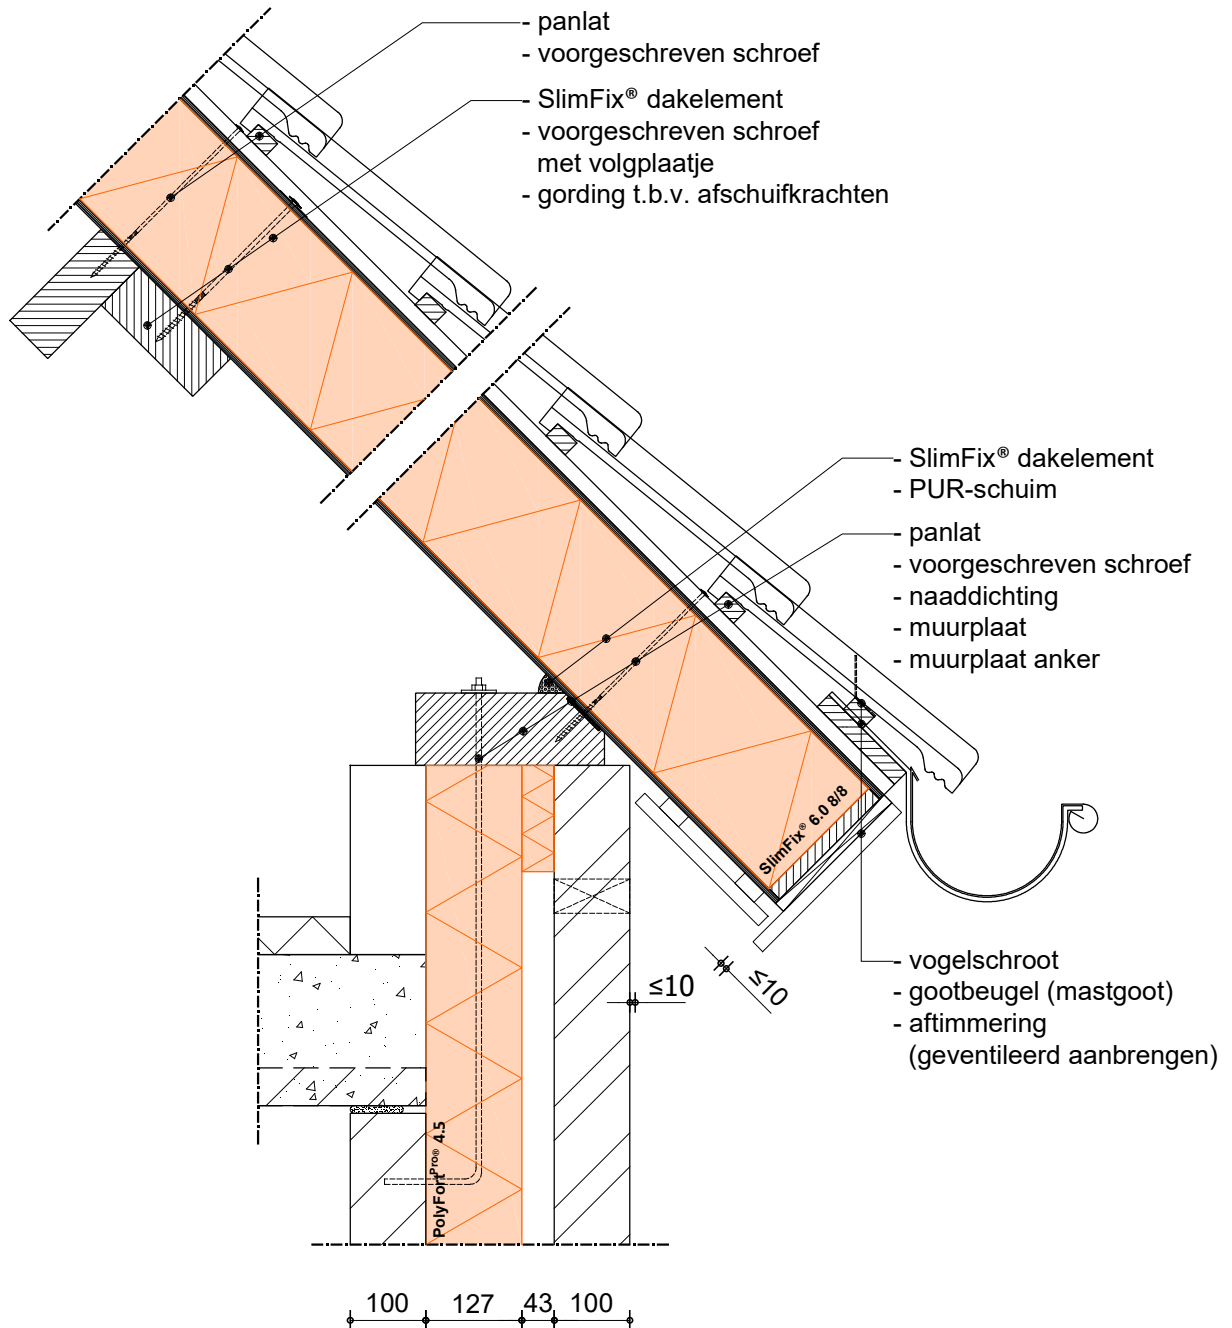 - panlat
- voorgeschreven schroef
- SlimFix® dakelement
- voorgeschreven schroef
met volgplaatje
- gording t.b.v. afschuifkrachten
- SlimFix® dakelement
- PUR-schuim
- panlat
- voorgeschreven schroef
- naaddichting
- muurplaat
- muurplaat anker
SlimFix® 6.0 8/8
- vogelschroot
- gootbeugel (mastgoot)
- aftimmering
(geventileerd aanbrengen)
≤10
≤10
PolyFort Pro® 4.5
100 127 43 100